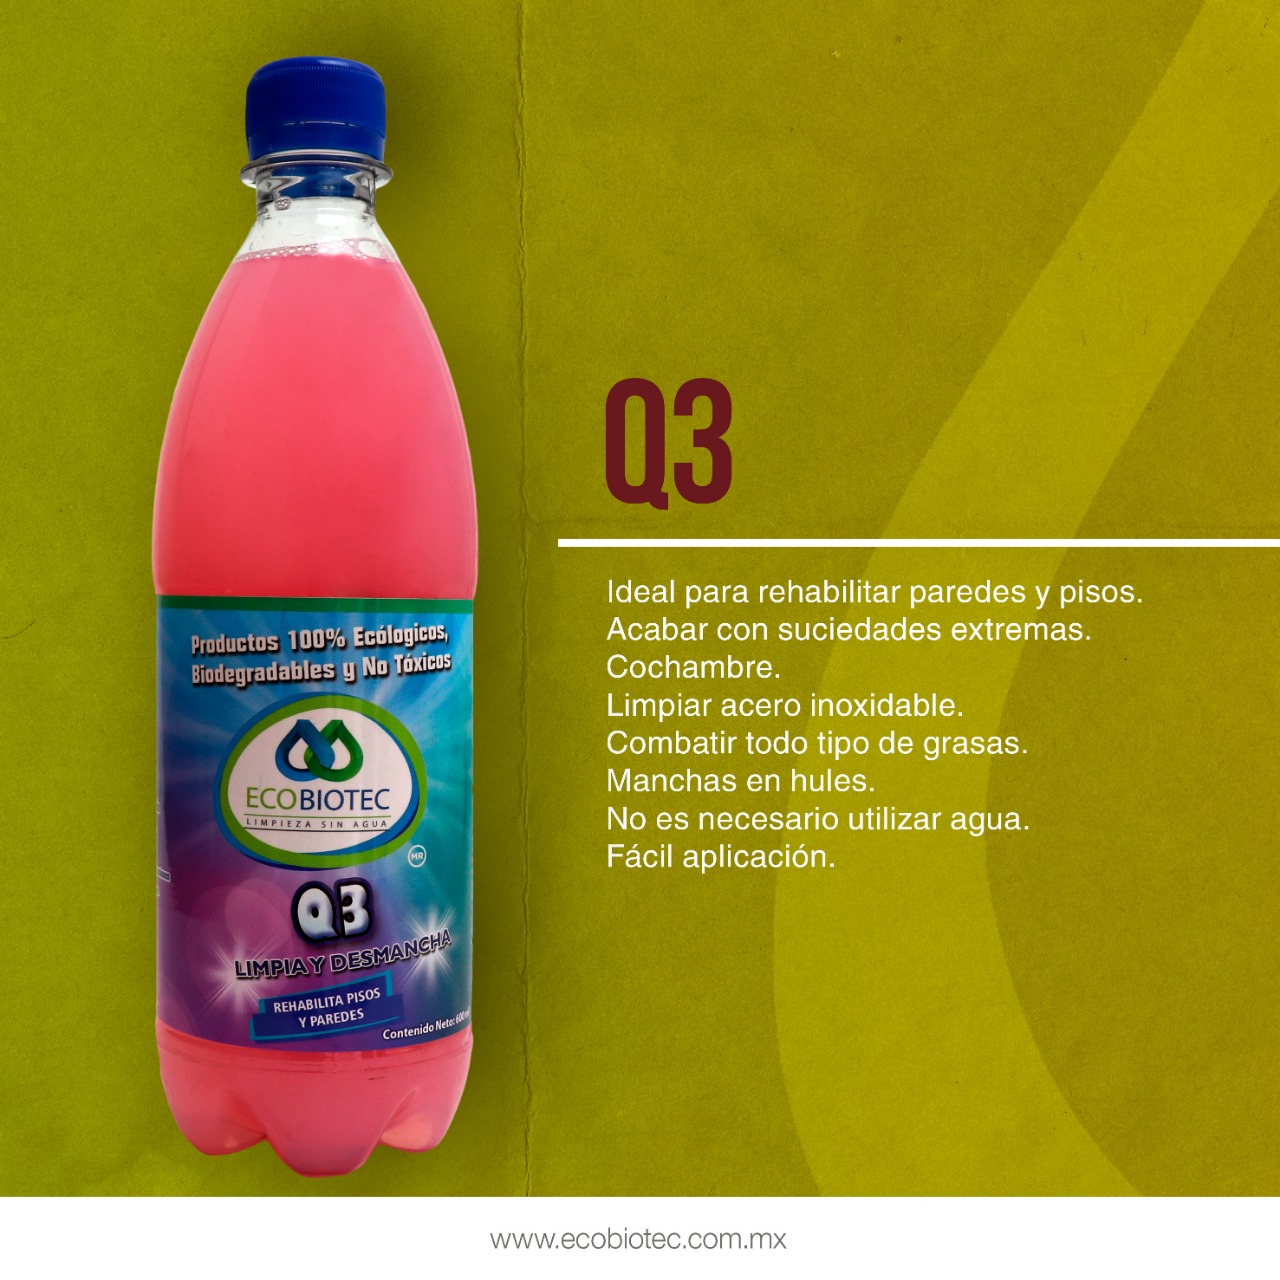 Q3
Ideal para rehabilitar paredes y pisos.
Acabar con suciedades extremas.
Cochambre.
Limpiar acero inoxidable.
Combatir todo tipo de grasas.
Manchas en hules.
No es necesario utilizar agua.
Fácil aplicación.
Productos 100% Ecólogicos,
Biodegradables y No Tóxicos
ECOBIOTEC
LIMPIEZA SIN AGUA
MR
Q3
LIMPIA Y DESMANCHA
REHABILITA PISOS
Y PAREDES
Contenido Neto: 600
www.ecobiotec.com.mx